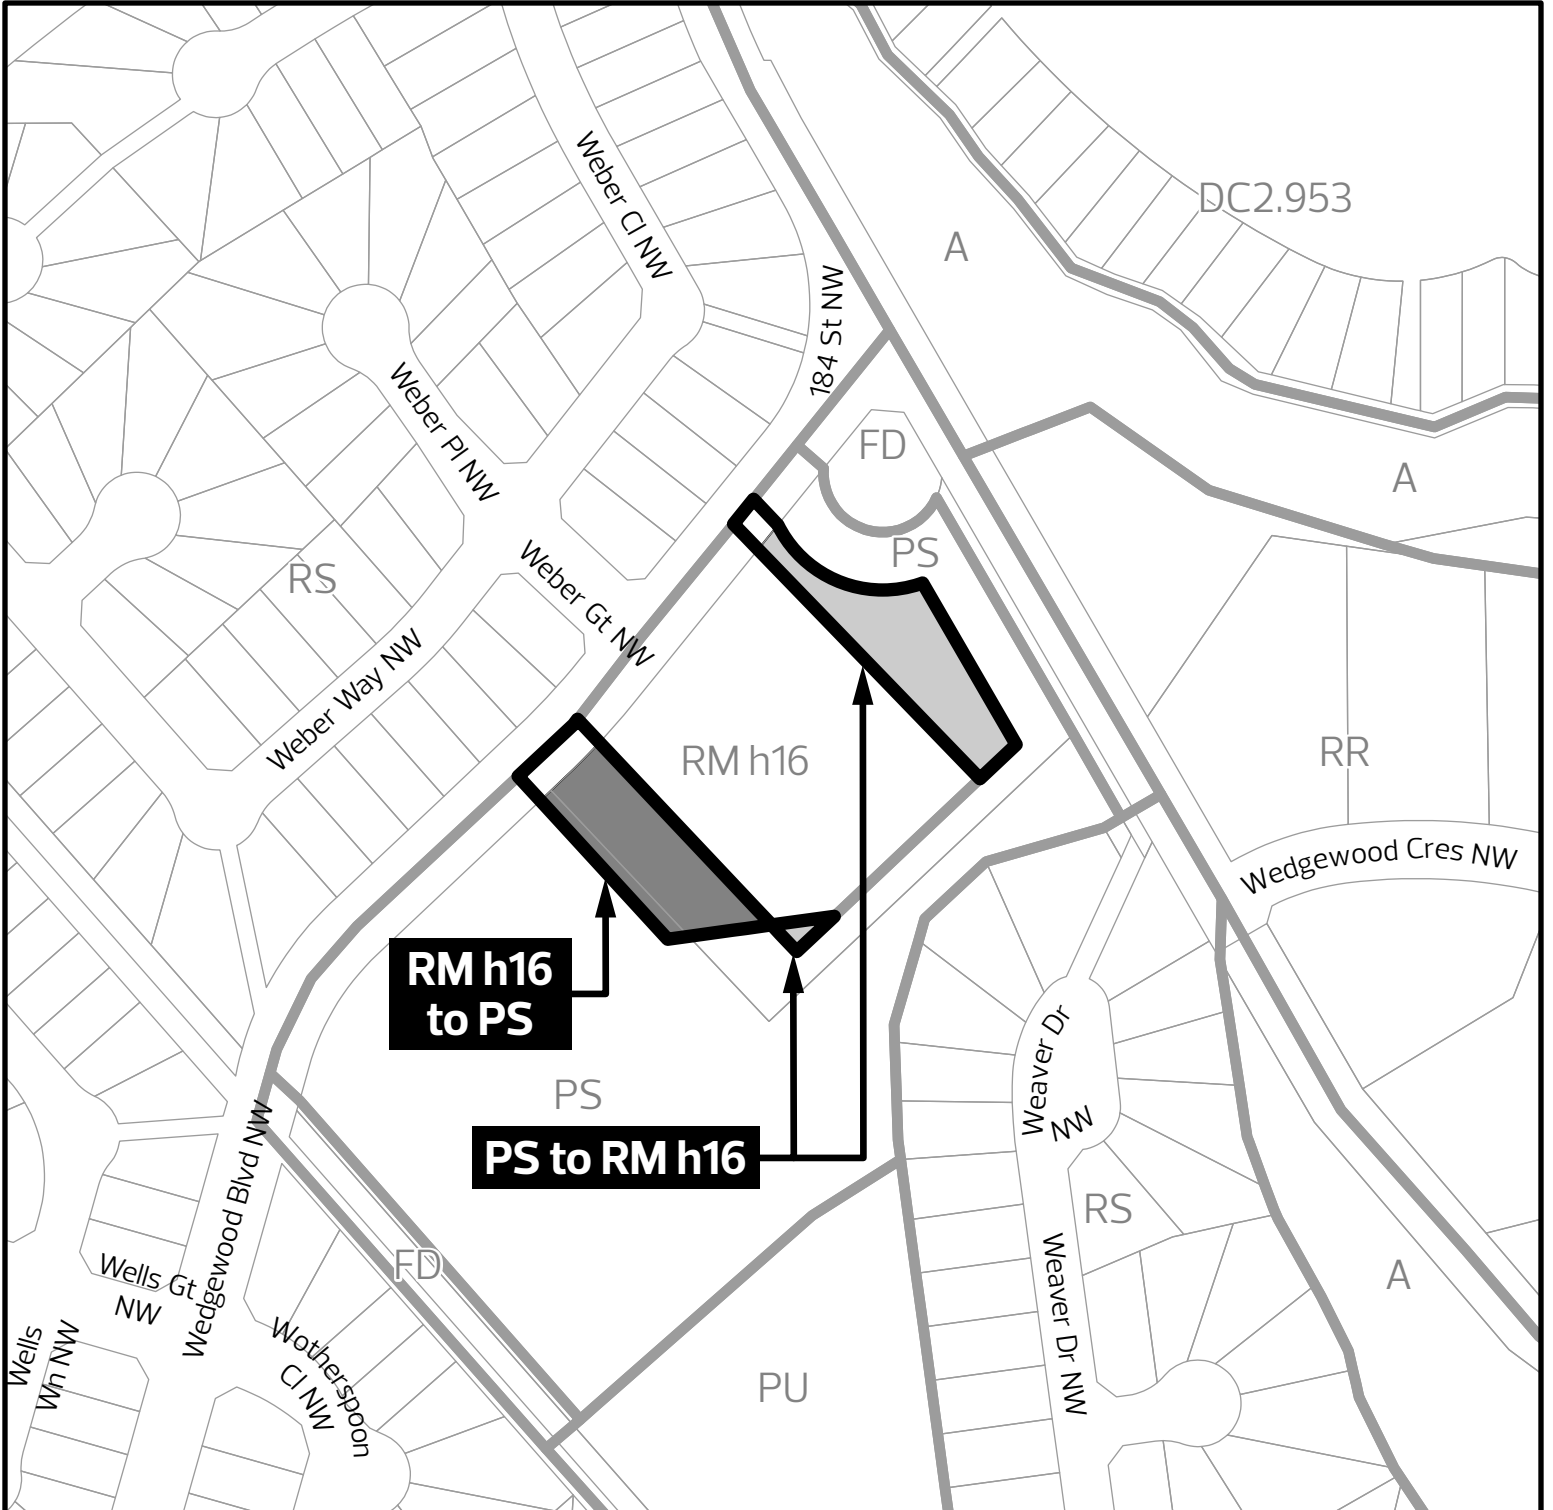 Weber Cl NW
DC2.953
A
184 St NW
Weber Pl NW
FD
A
PS
RS
Weber Gt NW
Weber Way NW
RM h16
RR
Wedgewood Cres NW
RM h16
to PS
Weaver Dr
NW
PS
PS to RM h16
Wedgewood Blvd NW
RS
FD
Wells Gt
NW
Weaver Dr NW
A
Wells
Wn NW
Wotherspoon
Cl NW
PU